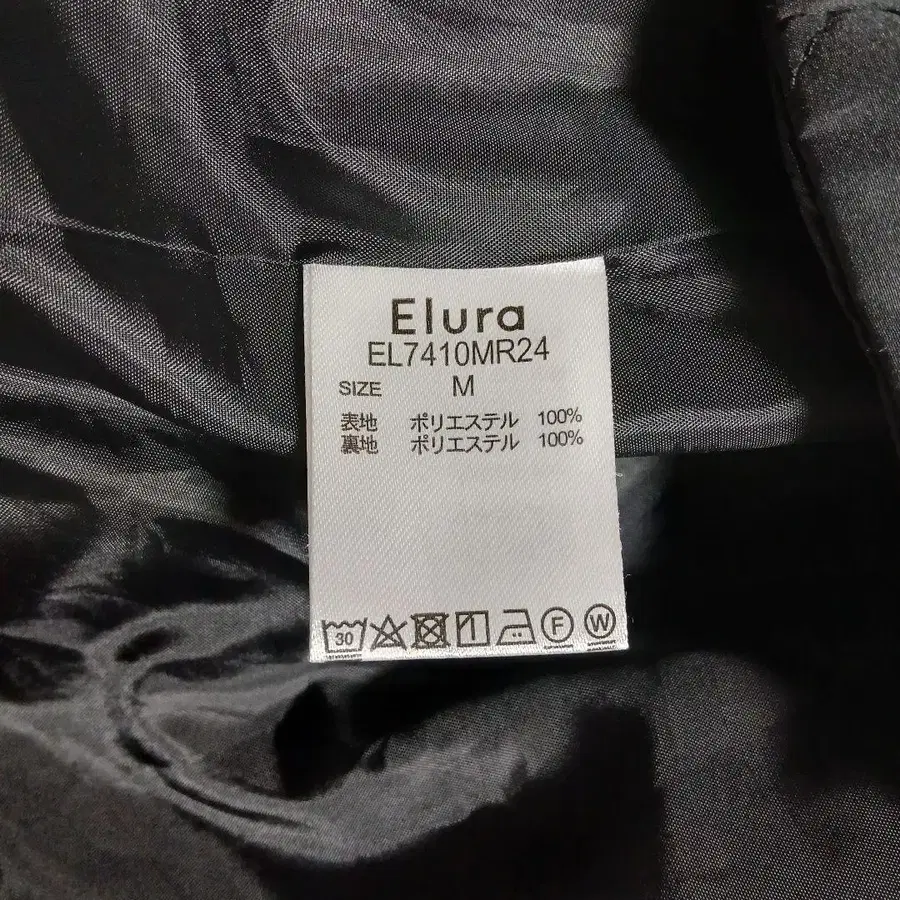 Elura
EL7410MR24
SIZE M
表地 ポリエステル 100%
裏地 ポリエステル 100%
30 F W